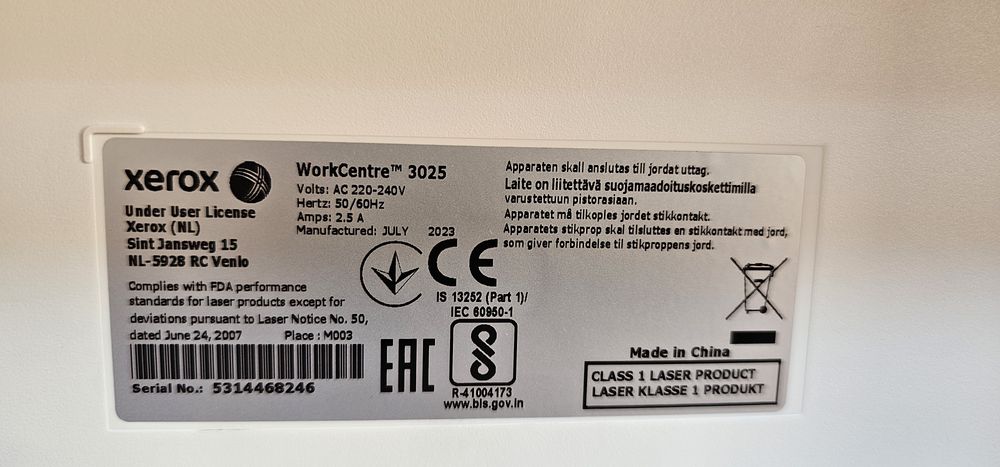 xerox
Under User License
Xerox (NL)
Sint Jansweg 15
NL-5928 RC Venlo
Complies with FDA performance
standards for laser products except for
deviations pursuant to Laser Notice No. 50,
dated June 24, 2007 Place : M003
Serial No.: 5314468246
WorkCentre™ 3025
Volts: AC 220-240V
Hertz: 50/60Hz
Amps: 2.5 A
Manufactured: JULY 2023
CE
IS 13252 (Part 1)/
IEC 60950-1
EAC
R-41004173
www.bis.gov.in
Apparaten skall anslutas till jordat uttag.
Laite on liitettävä suojamaadoituskoskettimilla
varustettuun pistorasiaan.
Apparatet må tilkoples jordet stikkontakt.
Apparatets stikprop skal tilsluttes en stikkontakt med jord,
som giver forbindelse til stikproppens jord.
Made in China
CLASS 1 LASER PRODUCT
LASER KLASSE 1 PRODUKT